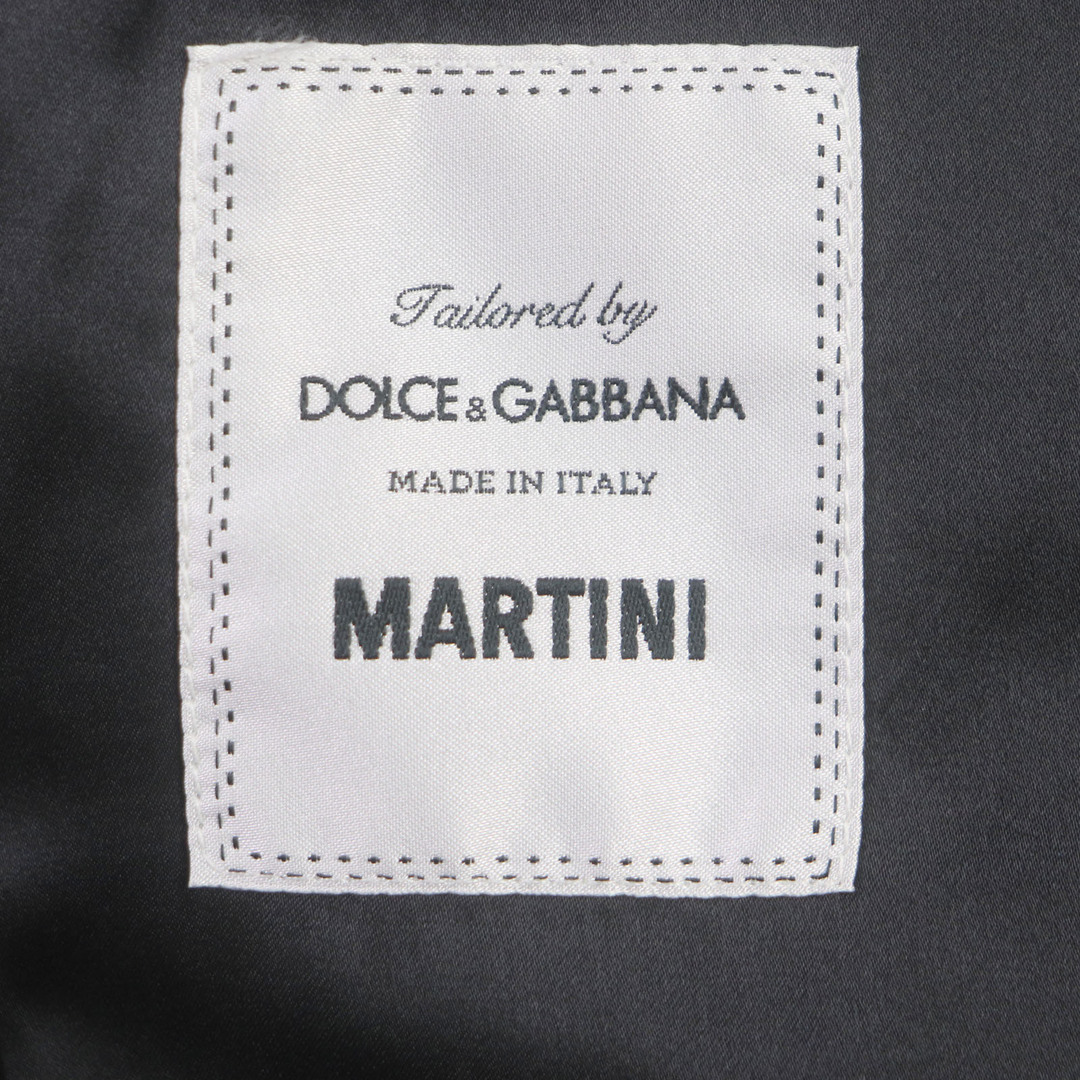 Tailored by
DOLCE & GABBANA
MADE IN ITALY
MARTINI